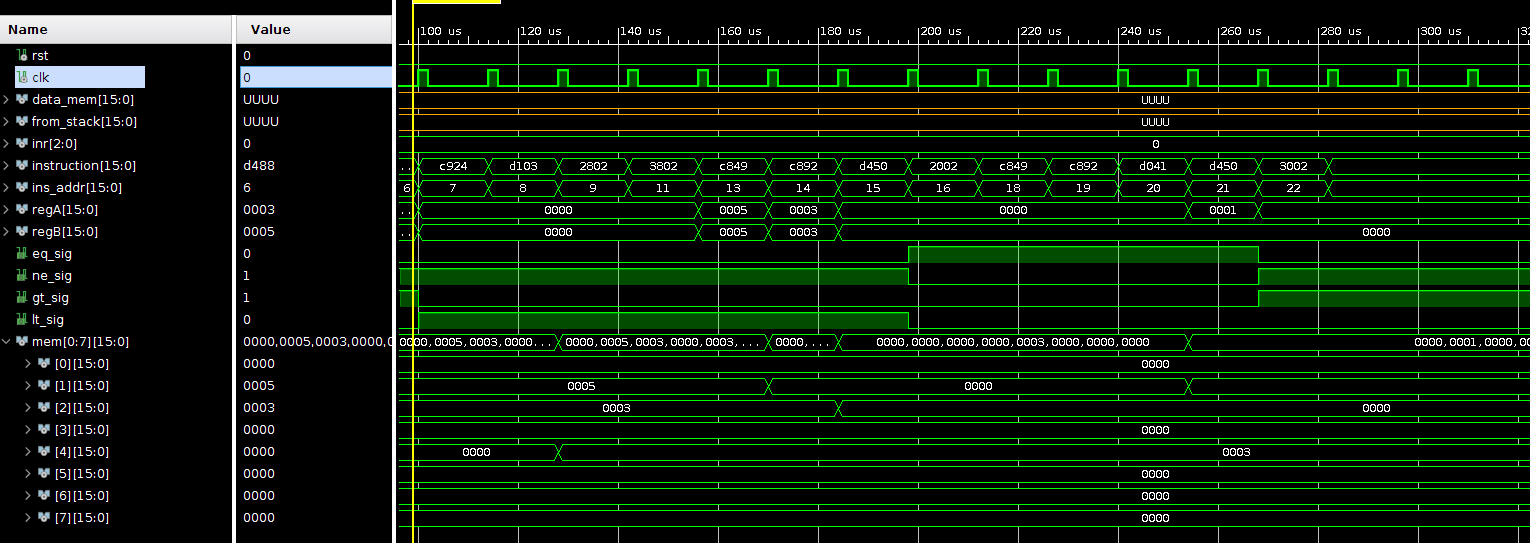 Name Value 100 us 120 us 140 us 160 us 180 us 200 us 220 us 240 us 260 us 280 us 300 us 32
rst 0
clk 0
data_mem[15:0] UUUU UUUU
from_stack[15:0] UUUU UUUU
inr[2:0] 0 0
instruction[15:0] d488 .. c924 d103 2802 3802 c849 c892 d450 2002 c849 c892 d041 d450 3002
ins_addr[15:0] 6 6 7 8 9 11 13 14 15 16 18 19 20 21 22
regA[15:0] 0003 .. 0000 0005 0003 0000 0001
regB[15:0] 0005 .. 0000 0005 0003 0000
eq_sig 0
ne_sig 1
gt_sig 1
lt_sig 0
mem[0:7][15:0] 0000,0005,0003,0000,0 0000,0005,0003,0000... 0000,0005,0003,0000,0003,... 0000,... 0000,0000,0000,0000,0003,0000,0000,0000 0000,0001,0000,0
[0][15:0] 0000 0000
[1][15:0] 0005 0005 0000
[2][15:0] 0003 0003 0000
[3][15:0] 0000 0000
[4][15:0] 0000 0000 0003
[5][15:0] 0000 0000
[6][15:0] 0000 0000
[7][15:0] 0000 0000